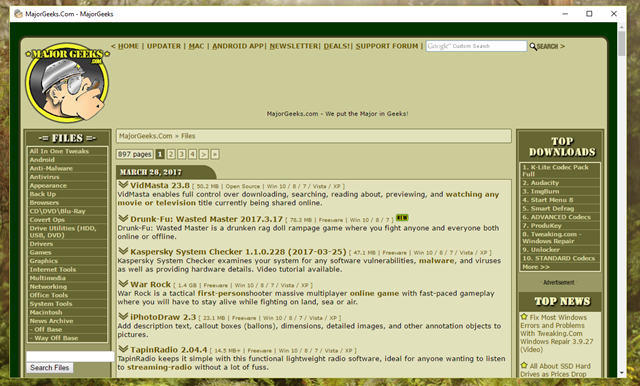 MajorGeeks.Com - MajorGeeks
MAJOR GEEKS
.COM
< HOME | UPDATER | MAC | ANDROID APP| NEWSLETTER| DEALS!| SUPPORT FORUM |
Google Custom Search
SEARCH >
MajorGeeks.com - We put the Major in Geeks!
-= FILES =-
All In One Tweaks
Android
Anti-Malware
Antivirus
Appearance
Back Up
Browsers
CD\DVD\Blu-Ray
Covert Ops
Drive Utilities (HDD,
USB, DVD)
Drivers
Games
Graphics
Internet Tools
Multimedia
Networking
Office Tools
System Tools
Macintosh
News Archive
- Off Base
- Way Off Base
Search Files
MajorGeeks.Com » Files
897 pages 1 2 3 4 > »
MARCH 26, 2017
VidMasta 23.8 [ 50.2 MB | Open Source | Win 10 / 8 / 7 / Vista / XP ]
VidMasta enables full control over downloading, searching, reading about, previewing, and watching any
movie or television title currently being shared online.
Drunk-Fu: Wasted Master 2017.3.17 [ 76.3 MB | Freeware | Win 10 / 8 / 7 ]
Drunk-Fu: Wasted Master is a drunken rag doll rampage game where you fight anyone and everyone both
online or offline.
Kaspersky System Checker 1.1.0.228 (2017-03-25) [ 47.1 MB | Freeware | Win 10 / 8 / 7 / Vista / XP ]
Kaspersky System Checker examines your system for any software vulnerabilities, malware, and viruses
as well as providing hardware details. Video tutorial available.
War Rock [ 1.4 GB | Freeware | Win 10 / 8 / 7 / Vista / XP ]
War Rock is a tactical first-personshooter massive multiplayer online game with fast-paced gameplay
where you will have to stay alive while fighting on land, sea or air.
iPhotoDraw 2.3 [ 23.1 MB | Freeware | Win 10 / 8 / 7 / Vista / XP ]
Add description text, callout boxes (ballons), dimensions, detailed images, and other annotation objects to
pictures.
TapinRadio 2.04.4 [ 14.5 MB+ | Freeware | Win 10 / 8 / 7 / Vista / XP ]
TapinRadio keeps it simple with this functional lightweight radio software, ideal for anyone wanting to listen
to streaming-radio without a lot of fuss.
TOP
DOWNLOADS
1. K-Lite Codec Pack
Full
2. Audacity
3. ImgBurn
4. Start Menu 8
5. Smart Defrag
6. ADVANCED Codecs
7. ProduKey
8. Tweaking.com -
Windows Repair
9. Unlocker
10. STANDARD Codecs
More >>
Advertisement
TOP NEWS
Fix Most Windows
Errors and Problems
With Tweaking.Com
Windows Repair 3.9.27
(Video)
All About SSD Hard
Drives as Prices Drop